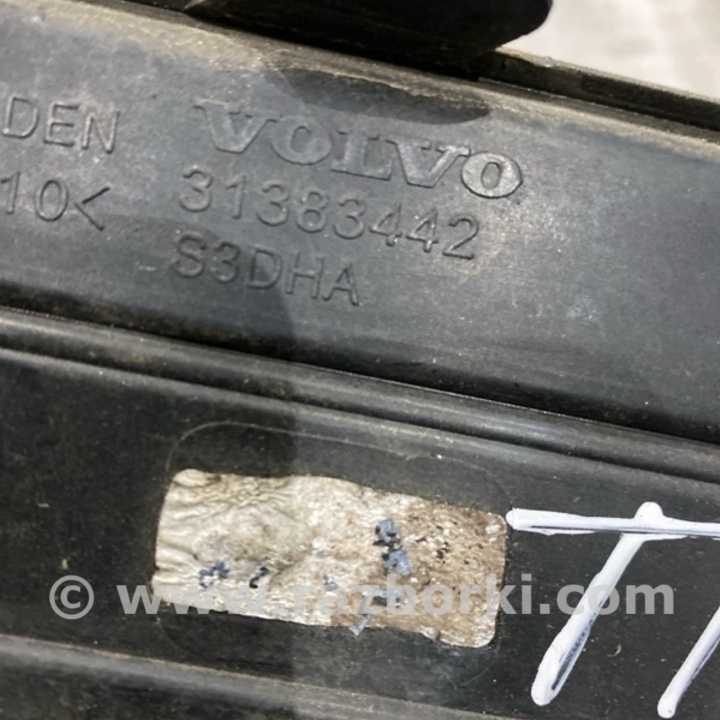 DEN VOLVO
10< 31383442
S3DHA
© www.razborki.com